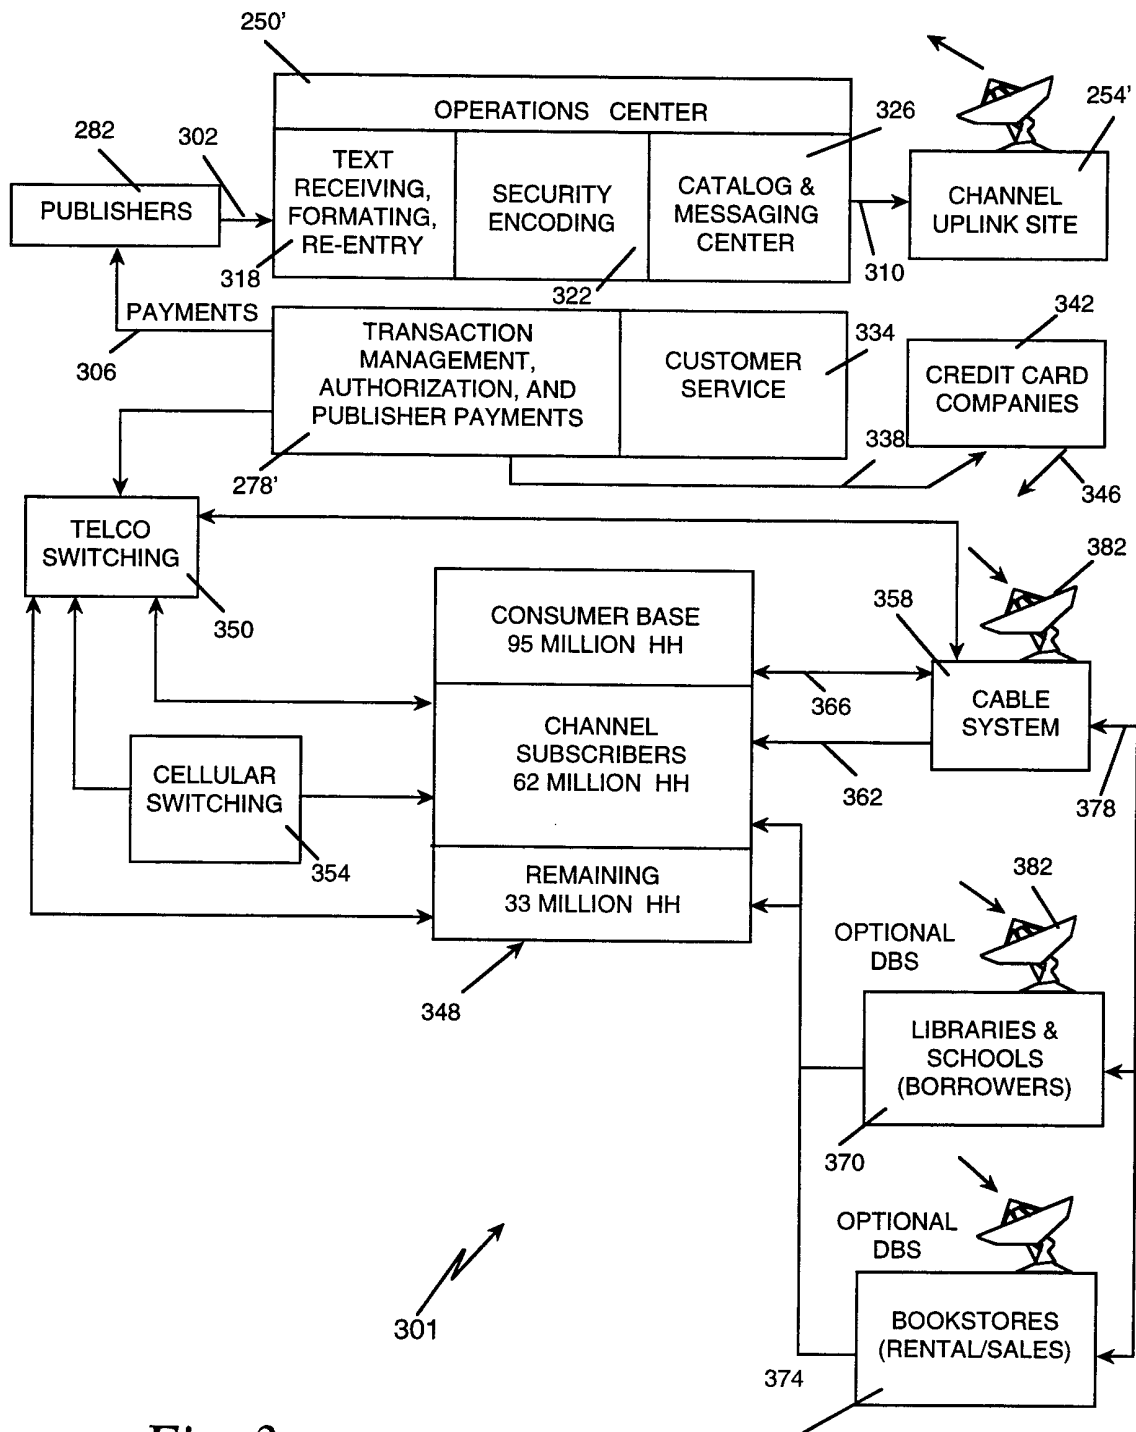 250'
OPERATIONS CENTER
326
254'
282
302
PUBLISHERS
TEXT
RECEIVING,
FORMATING,
RE-ENTRY
318
SECURITY
ENCODING
322
CATALOG &
MESSAGING
CENTER
310
CHANNEL
UPLINK SITE
PAYMENTS
306
TRANSACTION
MANAGEMENT,
AUTHORIZATION, AND
PUBLISHER PAYMENTS
278'
CUSTOMER
SERVICE
334
342
CREDIT CARD
COMPANIES
338
346
TELCO
SWITCHING
350
382
358
CONSUMER BASE
95 MILLION HH
366
CABLE
SYSTEM
CHANNEL
SUBSCRIBERS
62 MILLION HH
362
378
CELLULAR
SWITCHING
354
REMAINING
33 MILLION HH
348
382
OPTIONAL
DBS
LIBRARIES &
SCHOOLS
(BORROWERS)
370
OPTIONAL
DBS
BOOKSTORES
(RENTAL/SALES)
374
301